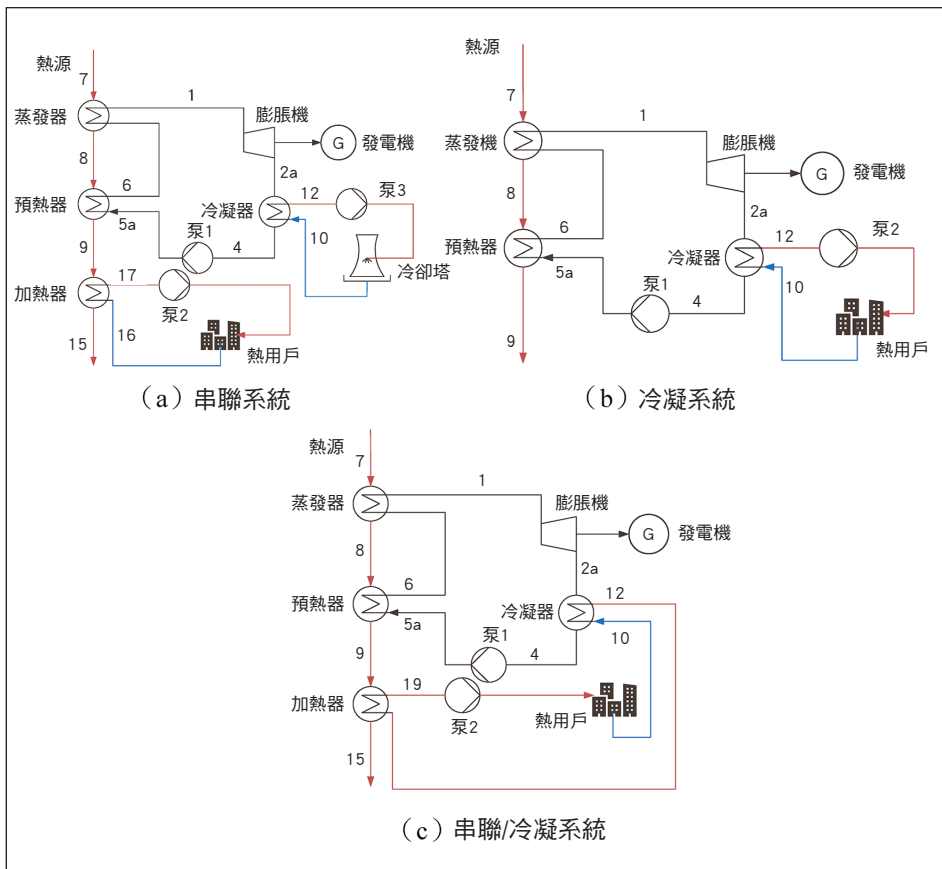 熱源
7
1
蒸發器
膨脹機
G
發電機
8
2a
6
12
泵3
預熱器
冷凝器
5a
泵1
10
9
4
17
冷卻塔
加熱器
泵2
16
15
熱用戶
（a）串聯系統
熱源
7
1
蒸發機
膨脹機
G
發電機
8
2a
6
12
泵2
預熱器
冷凝器
5a
10
泵1
4
9
熱用戶
（b）冷凝系統
熱源
7
1
蒸發器
膨脹機
G
發電機
8
2a
6
12
預熱器
冷凝器
5a
泵1
10
9
4
19
加熱器
泵2
熱用戶
15
（c）串聯/冷凝系統